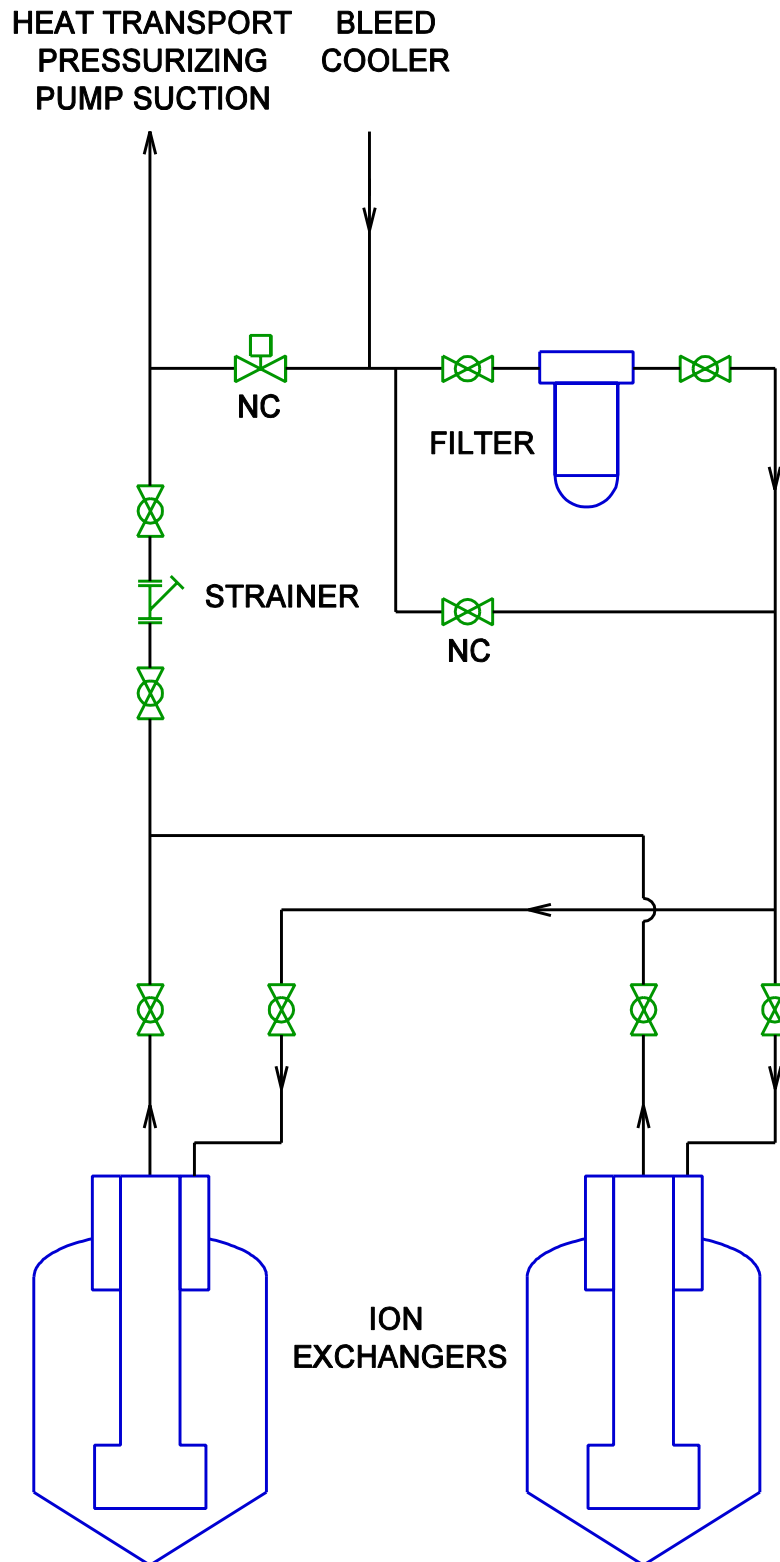 HEAT TRANSPORT
PRESSURIZING
PUMP SUCTION
BLEED
COOLER
NC
FILTER
STRAINER
NC
ION
EXCHANGERS